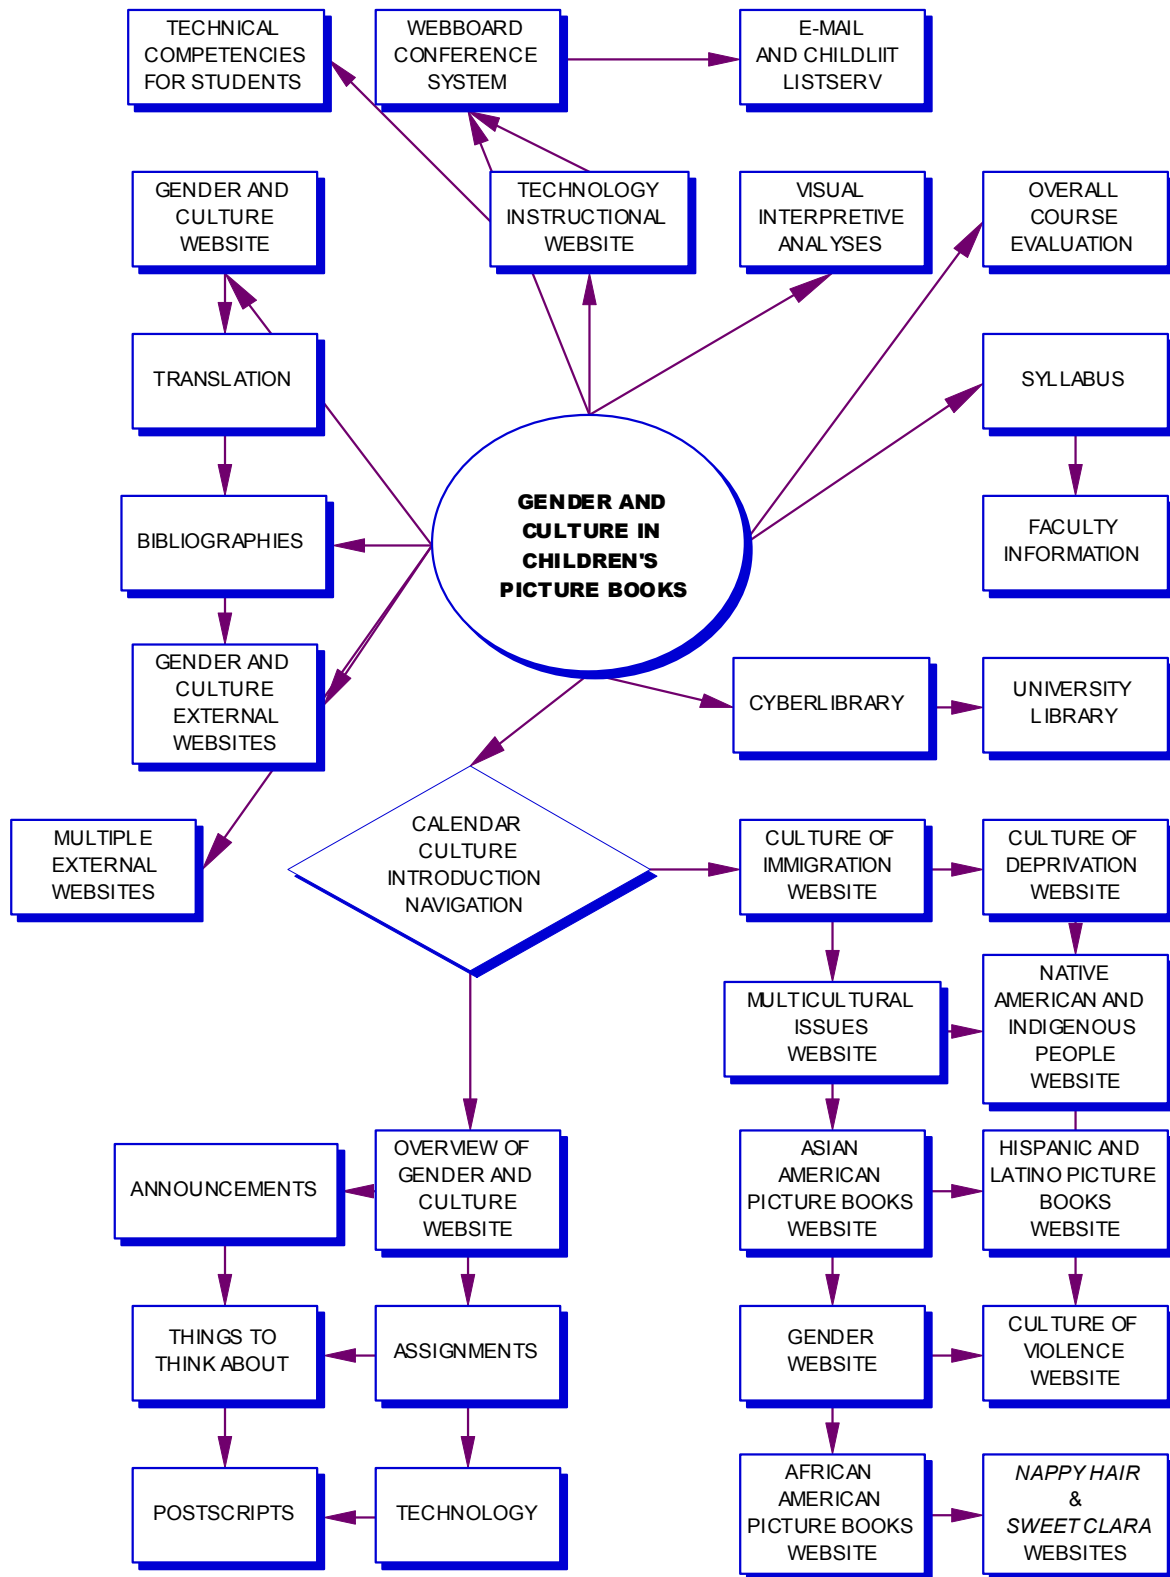 TECHNICAL
COMPETENCIES
FOR STUDENTS
WEBBOARD
CONFERENCE
SYSTEM
E-MAIL
AND CHILDLIIT
LISTSERV
GENDER AND
CULTURE
WEBSITE
TECHNOLOGY
INSTRUCTIONAL
WEBSITE
VISUAL
INTERPRETIVE
ANALYSES
OVERALL
COURSE
EVALUATION
TRANSLATION
SYLLABUS
GENDER AND
CULTURE IN
CHILDREN'S
PICTURE BOOKS
BIBLIOGRAPHIES
FACULTY
INFORMATION
GENDER AND
CULTURE
EXTERNAL
WEBSITES
CYBERLIBRARY
UNIVERSITY
LIBRARY
MULTIPLE
EXTERNAL
WEBSITES
CALENDAR
CULTURE
INTRODUCTION
NAVIGATION
CULTURE OF
IMMIGRATION
WEBSITE
CULTURE OF
DEPRIVATION
WEBSITE
MULTICULTURAL
ISSUES
WEBSITE
NATIVE
AMERICAN AND
INDIGENOUS
PEOPLE
WEBSITE
ANNOUNCEMENTS
OVERVIEW OF
GENDER AND
CULTURE
WEBSITE
ASIAN
AMERICAN
PICTURE BOOKS
WEBSITE
HISPANIC AND
LATINO PICTURE
BOOKS
WEBSITE
THINGS TO
THINK ABOUT
ASSIGNMENTS
GENDER
WEBSITE
CULTURE OF
VIOLENCE
WEBSITE
POSTSCRIPTS
TECHNOLOGY
AFRICAN
AMERICAN
PICTURE BOOKS
WEBSITE
NAPPY HAIR
&
SWEET CLARA
WEBSITES